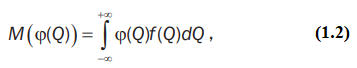 M(φ(Q)) = ∫_{-∞}^{+∞} φ(Q)f(Q)dQ , (1.2)